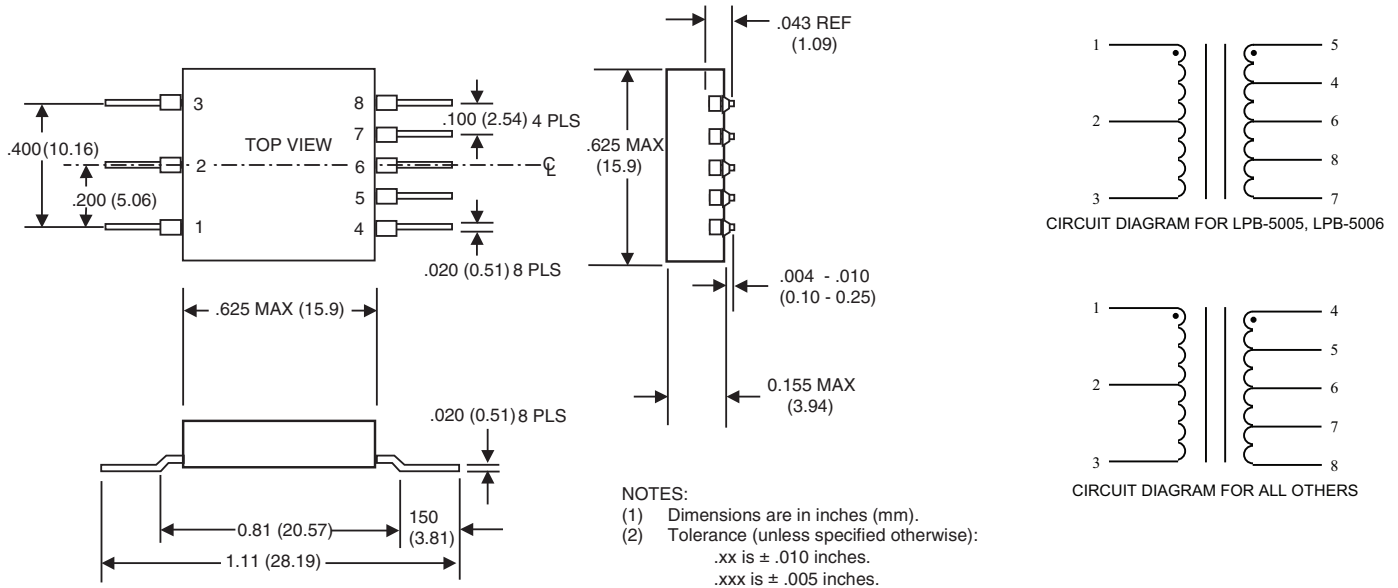 3
8
.400 (10.16)
.100 (2.54) 4 PLS
7
TOP VIEW
2
6
℄
.200 (5.06)
5
1
4
.020 (0.51) 8 PLS
.625 MAX (15.9)
.043 REF
(1.09)
.625 MAX
(15.9)
.004 - .010
(0.10 - 0.25)
0.155 MAX
(3.94)
.020 (0.51) 8 PLS
0.81 (20.57)
150
(3.81)
1.11 (28.19)
NOTES:
(1) Dimensions are in inches (mm).
(2) Tolerance (unless specified otherwise):
.xx is ± .010 inches.
.xxx is ± .005 inches.
1
5
4
2
6
8
3
7
CIRCUIT DIAGRAM FOR LPB-5005, LPB-5006
1
4
5
2
6
7
3
8
CIRCUIT DIAGRAM FOR ALL OTHERS